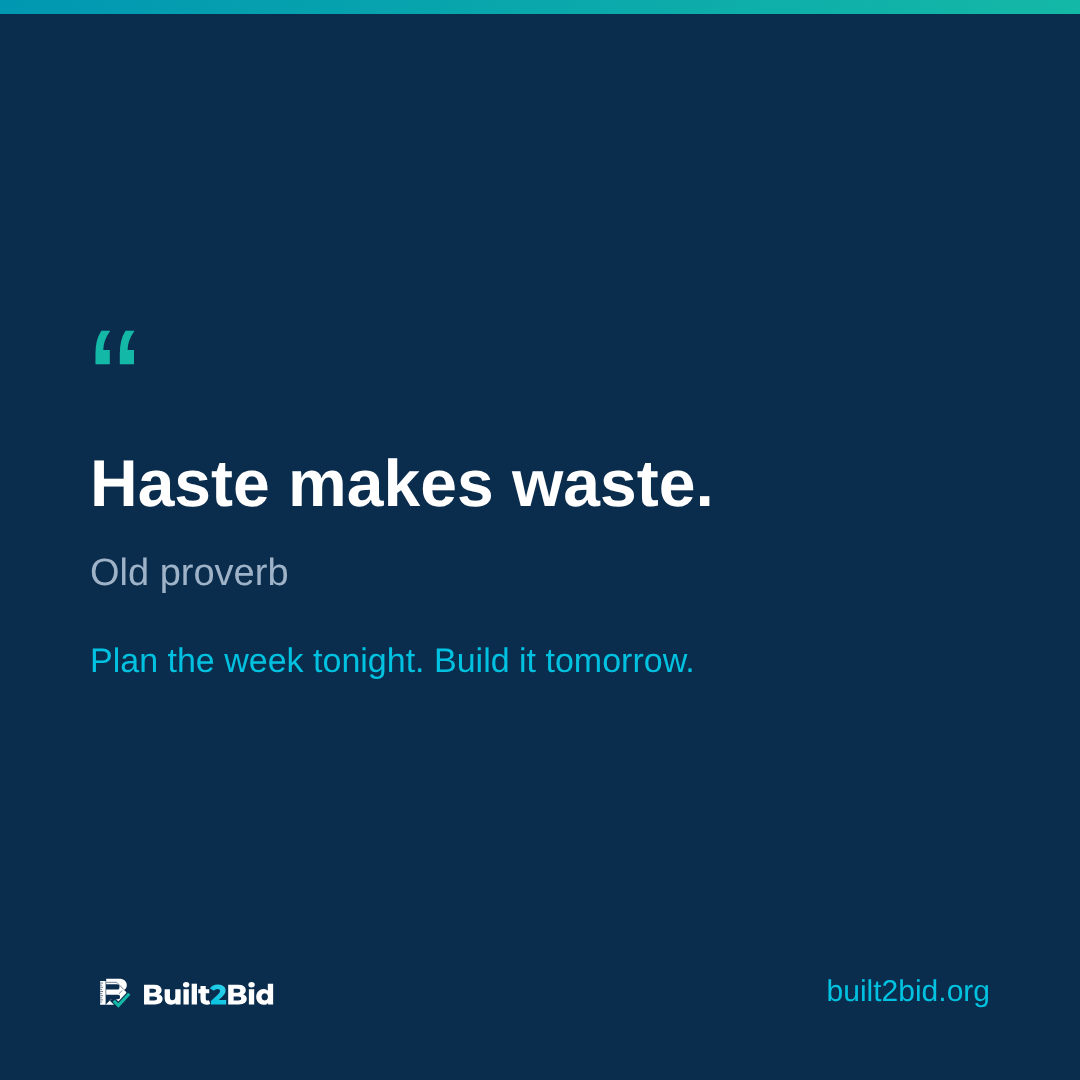 “
Haste makes waste.
Old proverb
Plan the week tonight. Build it tomorrow.
Built2Bid
built2bid.org